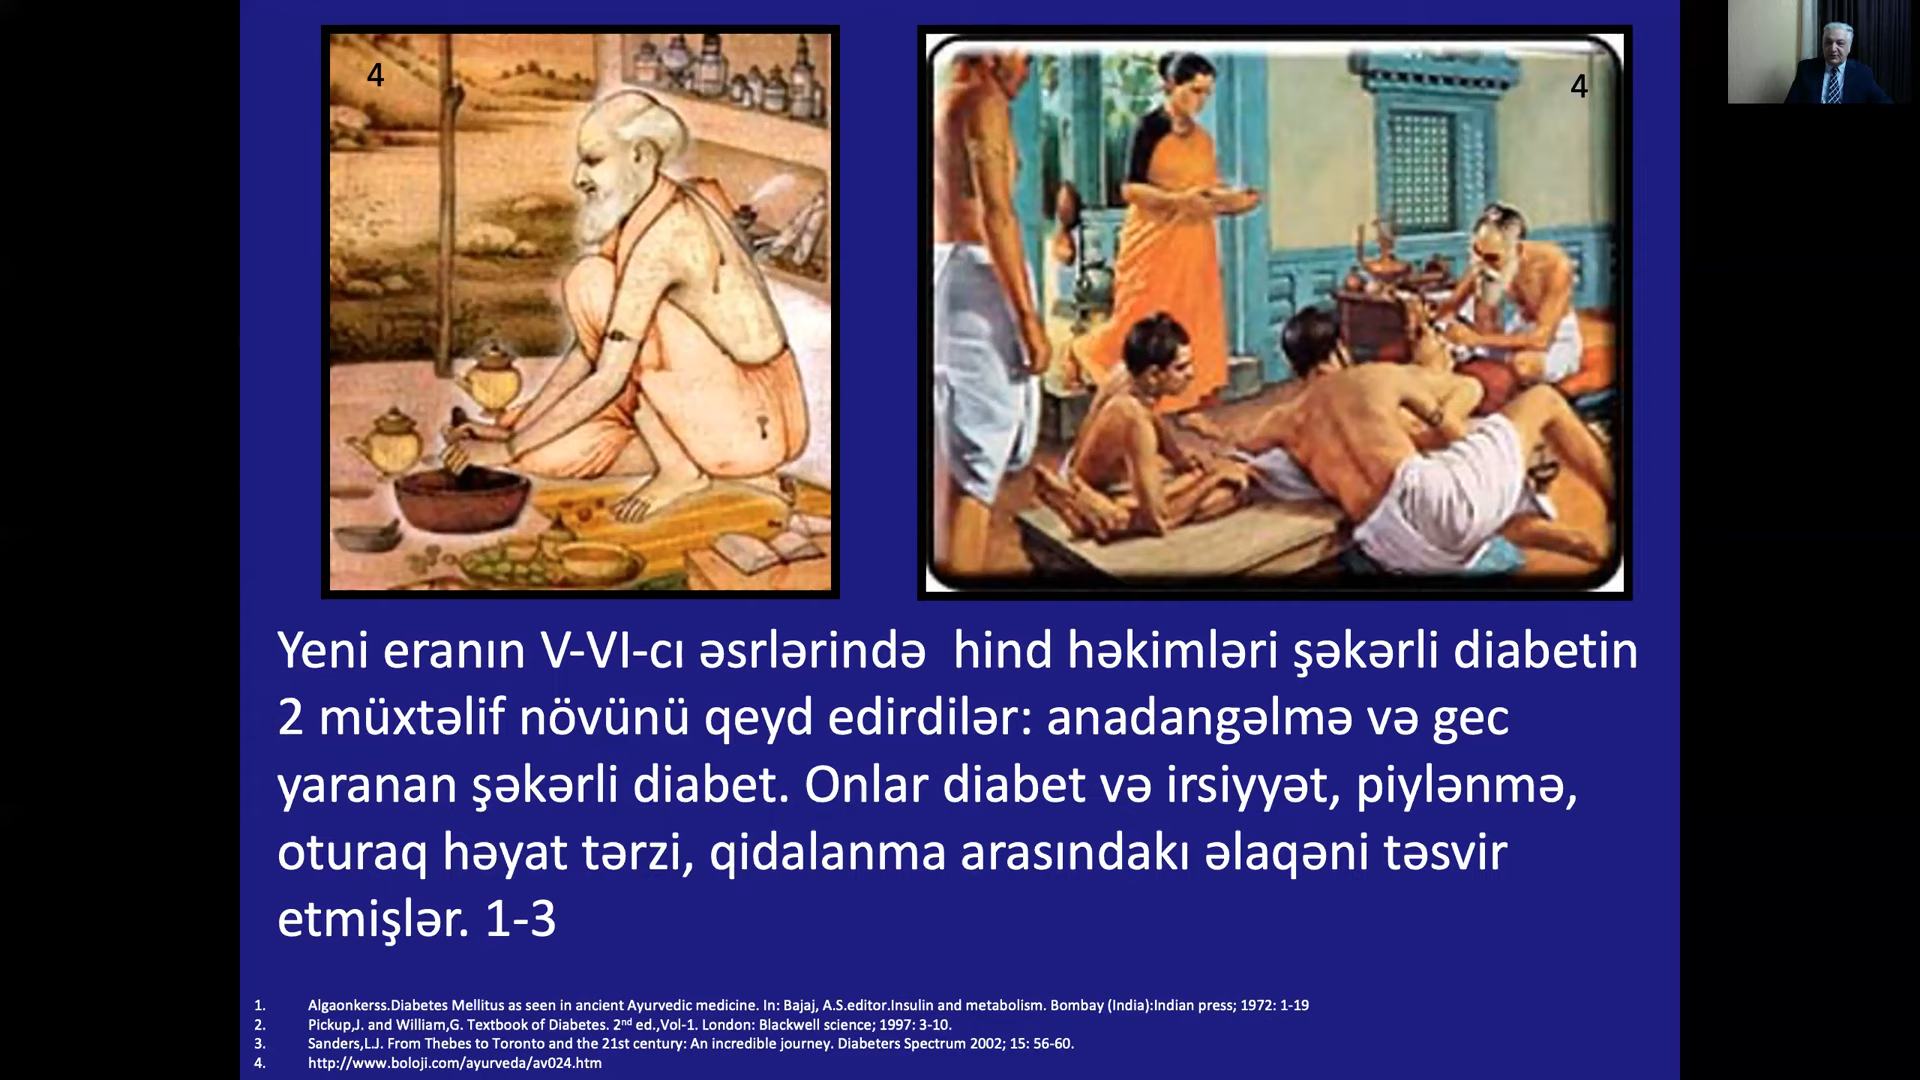 4
4
Yeni eranın V-VI-cı əsrlərində hind həkimləri şəkərli diabetin
2 müxtəlif növünü qeyd edirdilər: anadangəlmə və gec
yaranan şəkərli diabet. Onlar diabet və irsiyyət, piylənmə,
oturaq həyat tərzi, qidalanma arasındakı əlaqəni təsvir
etmişlər. 1-3
1. Algaonkerss.Diabetes Mellitus as seen in ancient Ayurvedic medicine. In: Bajaj, A.S.editor.Insulin and metabolism. Bombay (India):Indian press; 1972: 1-19
2. Pickup,J. and William,G. Textbook of Diabetes. 2nd ed.,Vol-1. London: Blackwell science; 1997: 3-10.
3. Sanders,L.J. From Thebes to Toronto and the 21st century: An incredible journey. Diabeters Spectrum 2002; 15: 56-60.
4. http://www.boloji.com/ayurveda/av024.htm